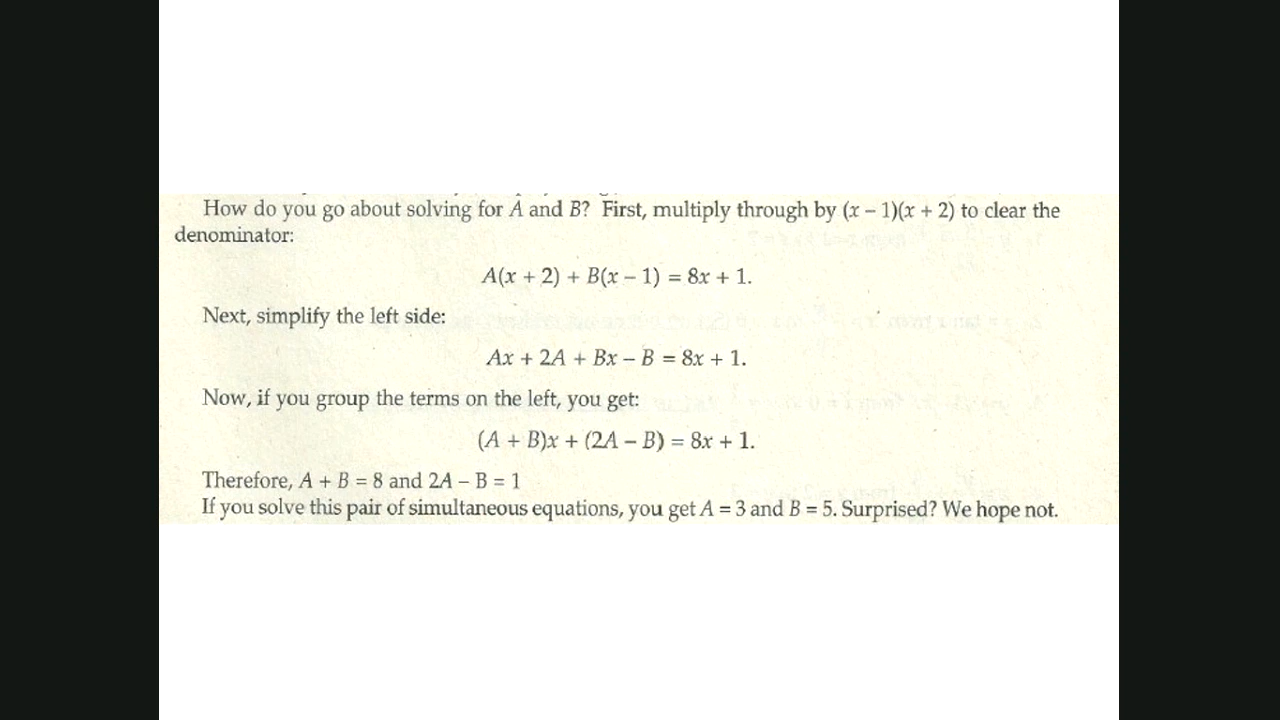 How do you go about solving for A and B? First, multiply through by (x – 1)(x + 2) to clear the
denominator:
A(x + 2) + B(x – 1) = 8x + 1.
Next, simplify the left side:
Ax + 2A + Bx – B = 8x + 1.
Now, if you group the terms on the left, you get:
(A + B)x + (2A – B) = 8x + 1.
Therefore, A + B = 8 and 2A – B = 1
If you solve this pair of simultaneous equations, you get A = 3 and B = 5. Surprised? We hope not.